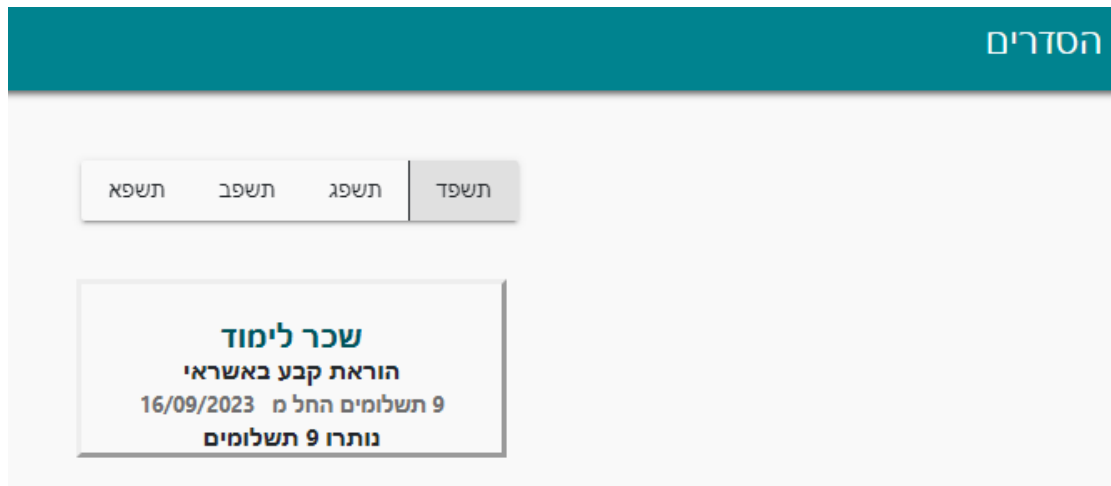 הסדרים
תשפד תשפג תשפב תשפא
שכר לימוד
הוראת קבע באשראי
9 תשלומים החל מ 16/09/2023
נותרו 9 תשלומים